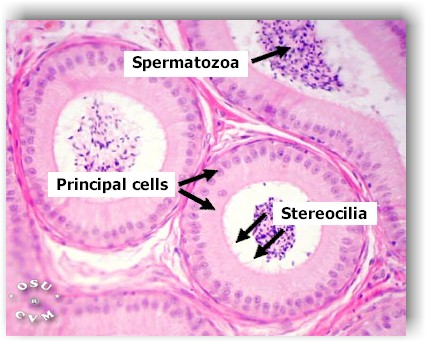 Spermatozoa
Principal cells
Stereocilia
OSU
CVM